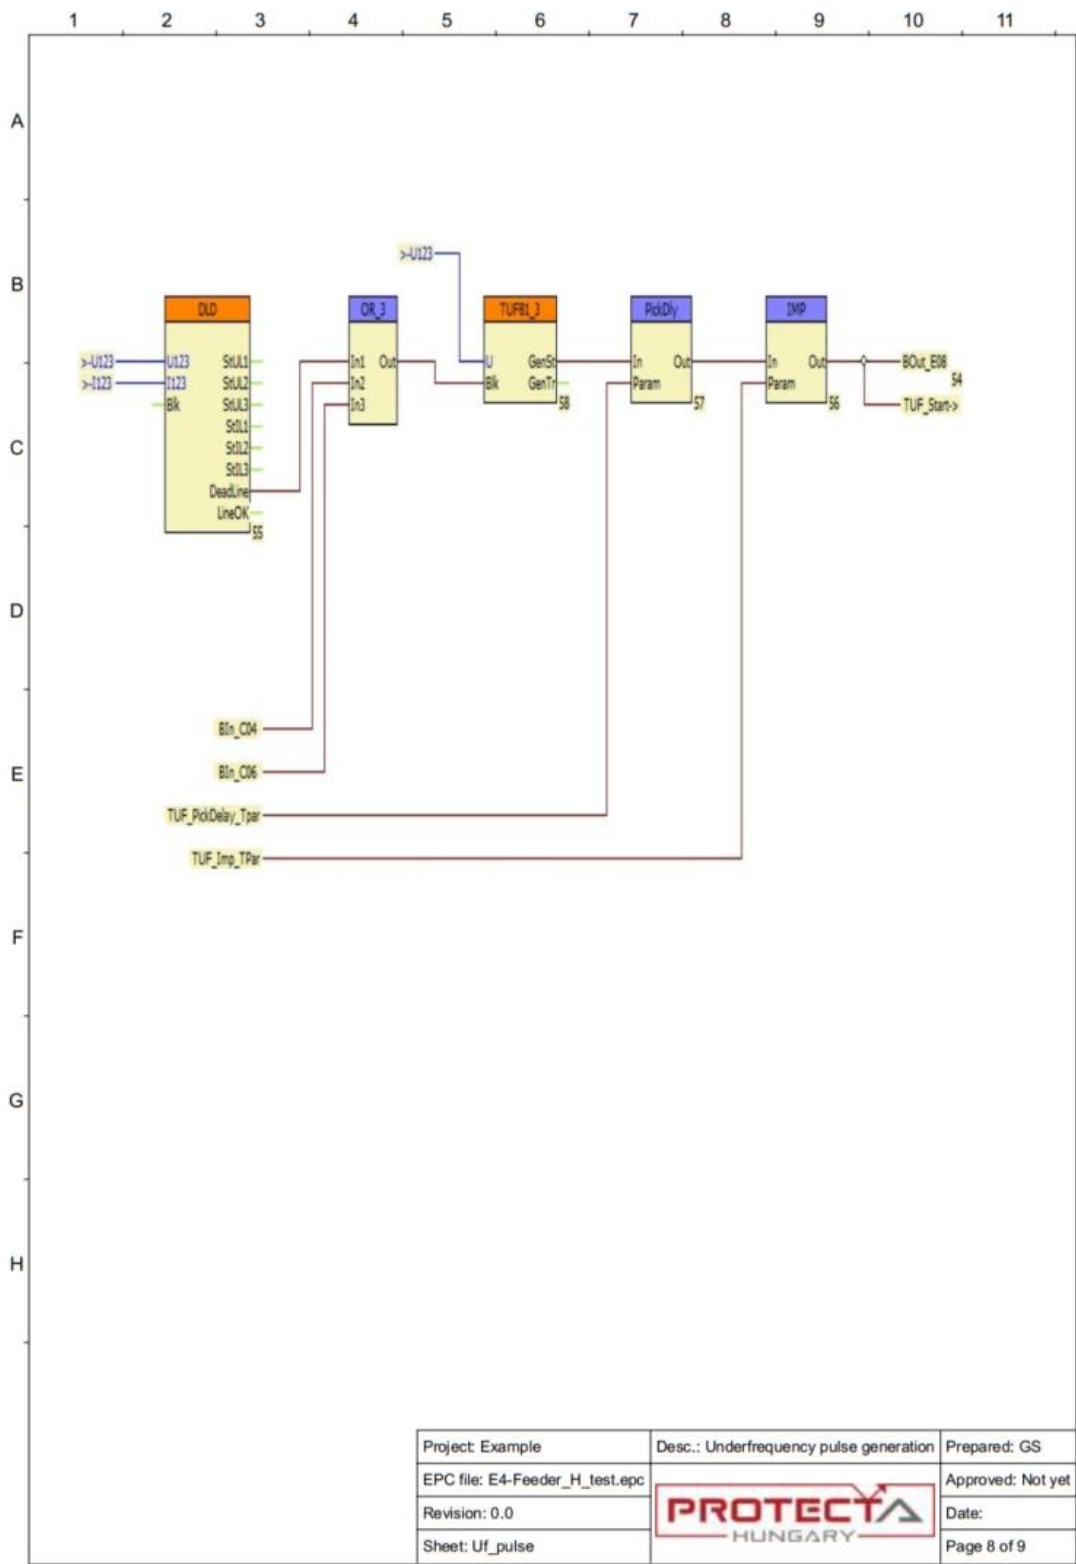 1 2 3 4 5 6 7 8 9 10 11
A
B
C
D
E
F
G
H
>-U123
DLD
>-U123
>-I123
U123
I123
Blk
StUL1
StUL2
StUL3
StIL1
StIL2
StIL3
DeadLine
LineOK
55
OR_3
In1 Out
In2
In3
TUF81_3
U GenSt
Blk GenTr
58
PickDly
In Out
Param
57
IMP
In Out
Param
56
BOut_E08
54
TUF_Start->
BIn_C04
BIn_C06
TUF_PickDelay_Tpar
TUF_Imp_TPar
Project: Example
Desc.: Underfrequency pulse generation
Prepared: GS
EPC file: E4-Feeder_H_test.epc
Approved: Not yet
Revision: 0.0
PROTECTA
HUNGARY
Date:
Sheet: Uf_pulse
Page 8 of 9